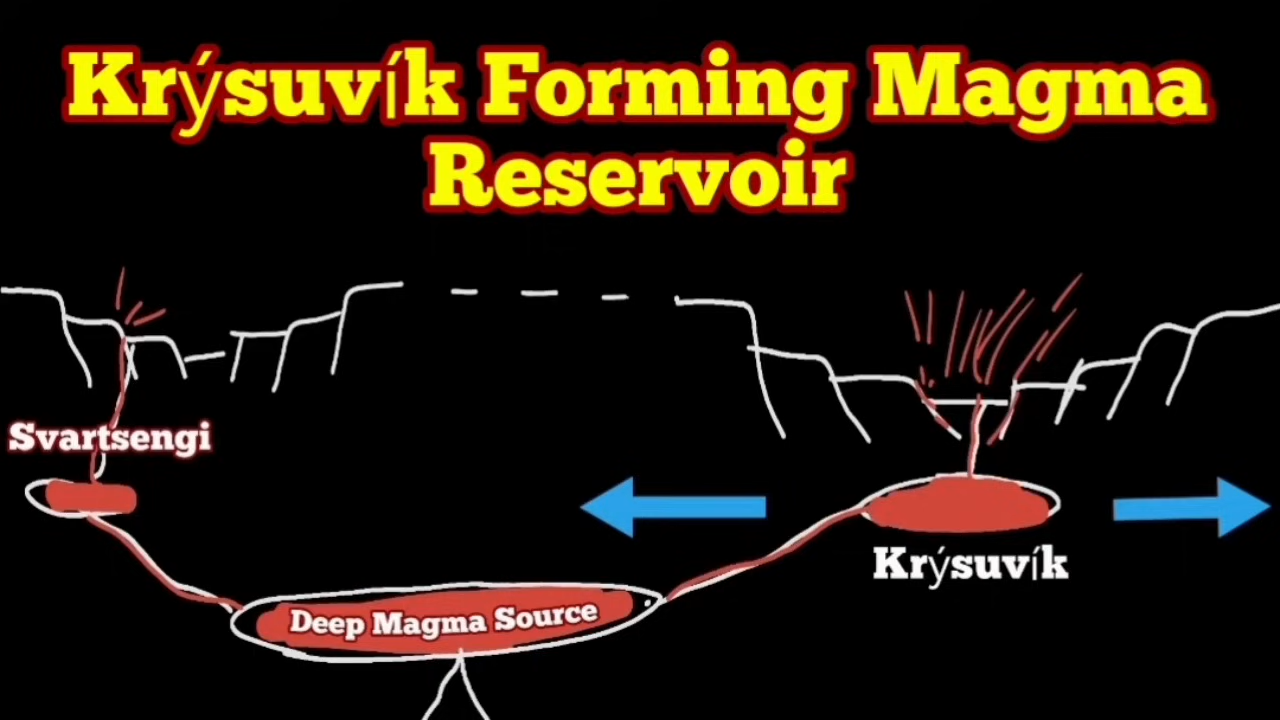 Krýsuvík Forming Magma
Reservoir
Svartsengi
Krýsuvík
Deep Magma Source